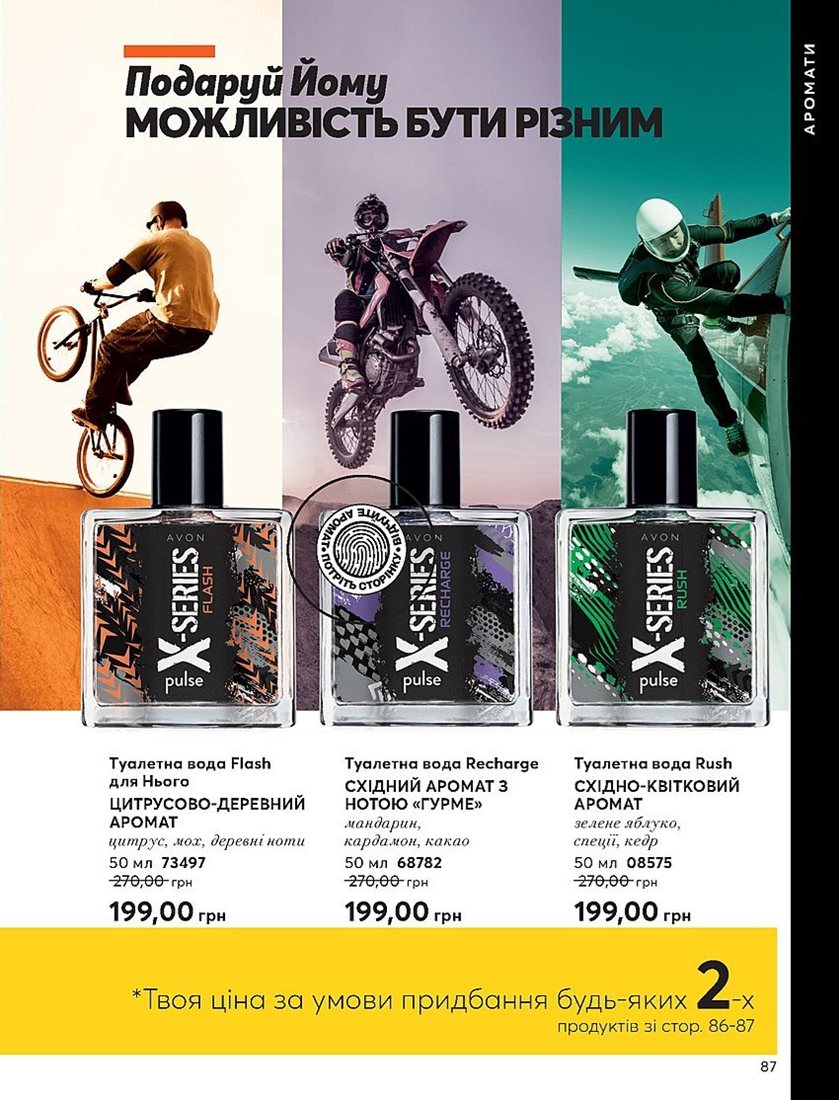 Подаруй Йому
МОЖЛИВІСТЬ БУТИ РІЗНИМ
АРОМАТИ
AVON
X-SERIES
FLASH
pulse
ВІДЧУЙТЕ АРОМАТ • ПОТРІТЬ СТОРІНКУ •
AVON
X-SERIES
RECHARGE
pulse
AVON
X-SERIES
RUSH
pulse
Туалетна вода Flash
для Нього
ЦИТРУСОВО-ДЕРЕВНИЙ
АРОМАТ
цитрус, мох, деревні ноти
50 мл 73497
270,00 грн
199,00 грн
Туалетна вода Recharge
СХІДНИЙ АРОМАТ З
НОТОЮ «ГУРМЕ»
мандарин,
кардамон, какао
50 мл 68782
270,00 грн
199,00 грн
Туалетна вода Rush
СХІДНО-КВІТКОВИЙ
АРОМАТ
зелене яблуко,
спеції, кедр
50 мл 08575
270,00 грн
199,00 грн
*Твоя ціна за умови придбання будь-яких 2-х
продуктів зі стор. 86-87
87